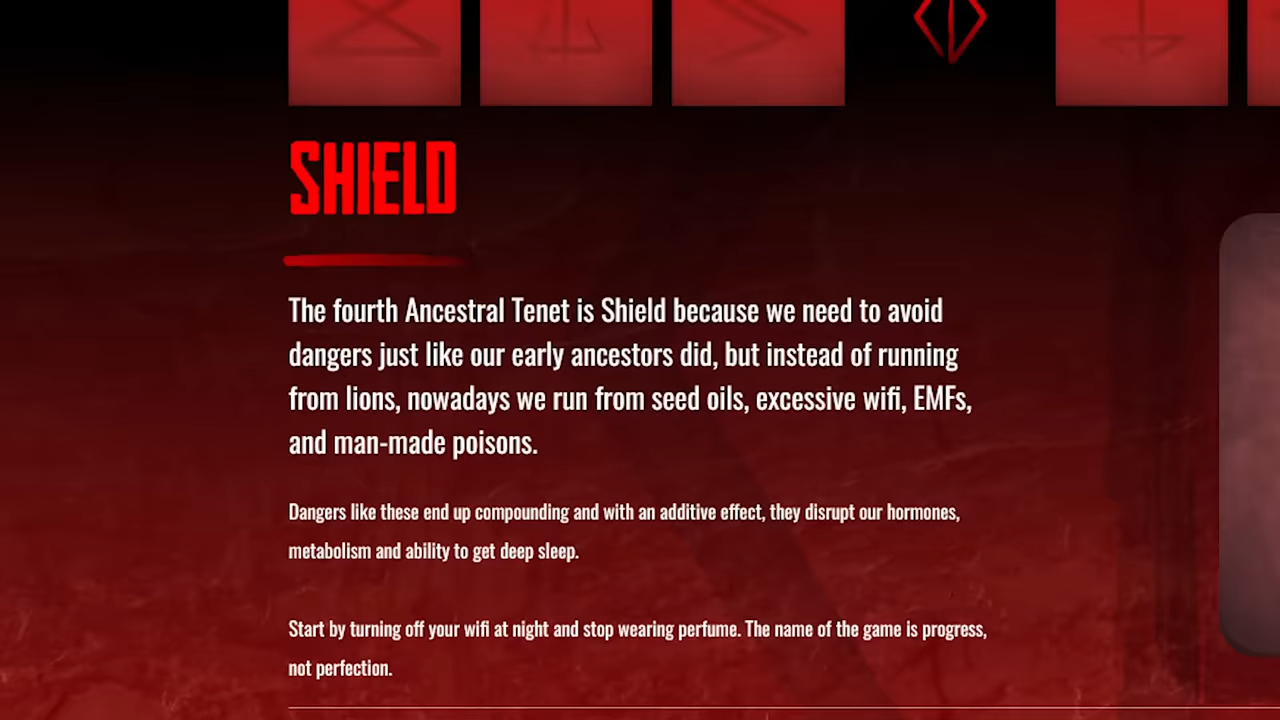 SHIELD
The fourth Ancestral Tenet is Shield because we need to avoid
dangers just like our early ancestors did, but instead of running
from lions, nowadays we run from seed oils, excessive wifi, EMFs,
and man-made poisons.
Dangers like these end up compounding and with an additive effect, they disrupt our hormones,
metabolism and ability to get deep sleep.
Start by turning off your wifi at night and stop wearing perfume. The name of the game is progress,
not perfection.